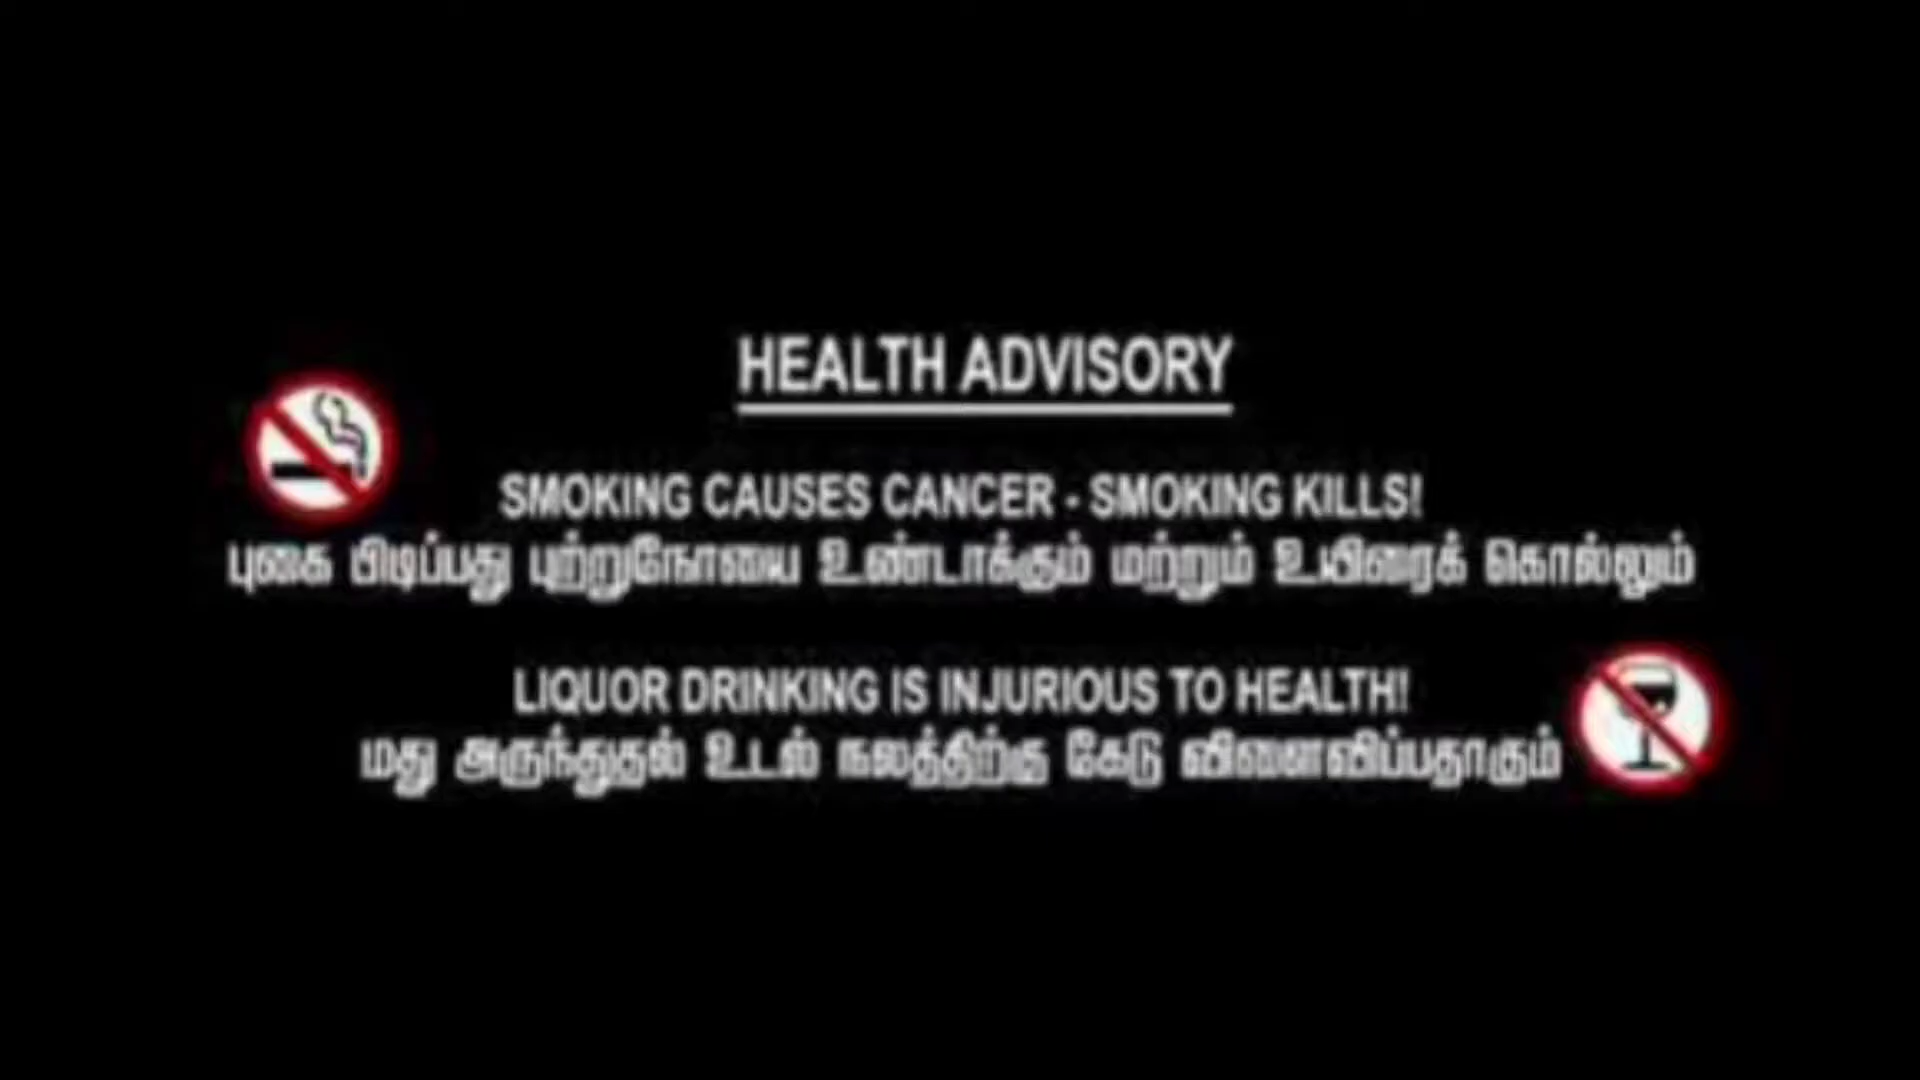 HEALTH ADVISORY
SMOKING CAUSES CANCER - SMOKING KILLS!
புகை பிடிப்பது புற்றுநோயை உண்டாக்கும் மற்றும் உயிரைக் கொல்லும்
LIQUOR DRINKING IS INJURIOUS TO HEALTH!
மது அருந்துதல் உடல் நலத்திற்கு கேடு விளைவிப்பதாகும்